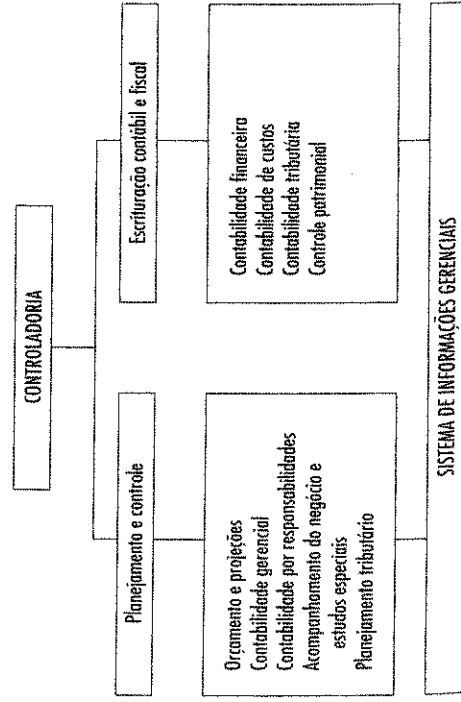 CONTROLADORIA
Planejamento e controle
Escrituração contábil e fiscal
Orçamento e projeções
Contabilidade gerencial
Contabilidade por responsabilidades
Acompanhamento do negócio e
estudos especiais
Planejamento tributário
Contabilidade financeira
Contabilidade de custos
Contabilidade tributária
Controle patrimonial
SISTEMA DE INFORMAÇÕES GERENCIAIS